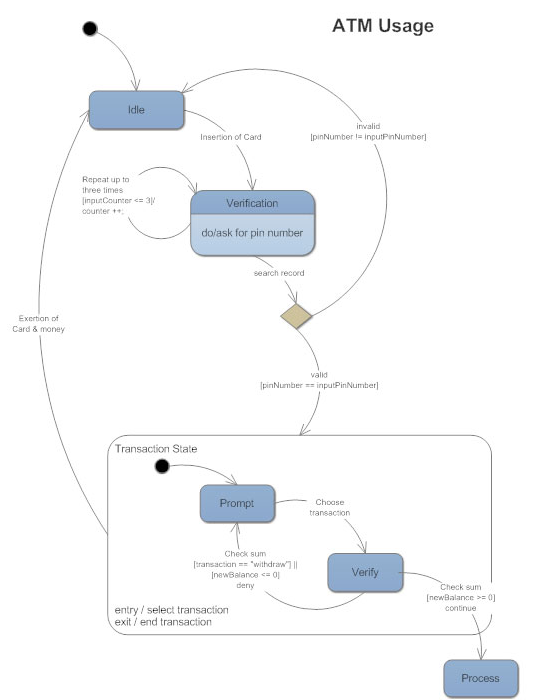 ATM Usage
Idle
Insertion of Card
invalid
[pinNumber != inputPinNumber]
Repeat up to
three times
[inputCounter <= 3]/
counter ++;
Verification
do/ask for pin number
search record
Exertion of
Card & money
valid
[pinNumber == inputPinNumber]
Transaction State
Prompt
Choose
transaction
Check sum
[transaction == "withdraw"] ||
[newBalance <= 0]
deny
Verify
Check sum
[newBalance >= 0]
continue
entry / select transaction
exit / end transaction
Process